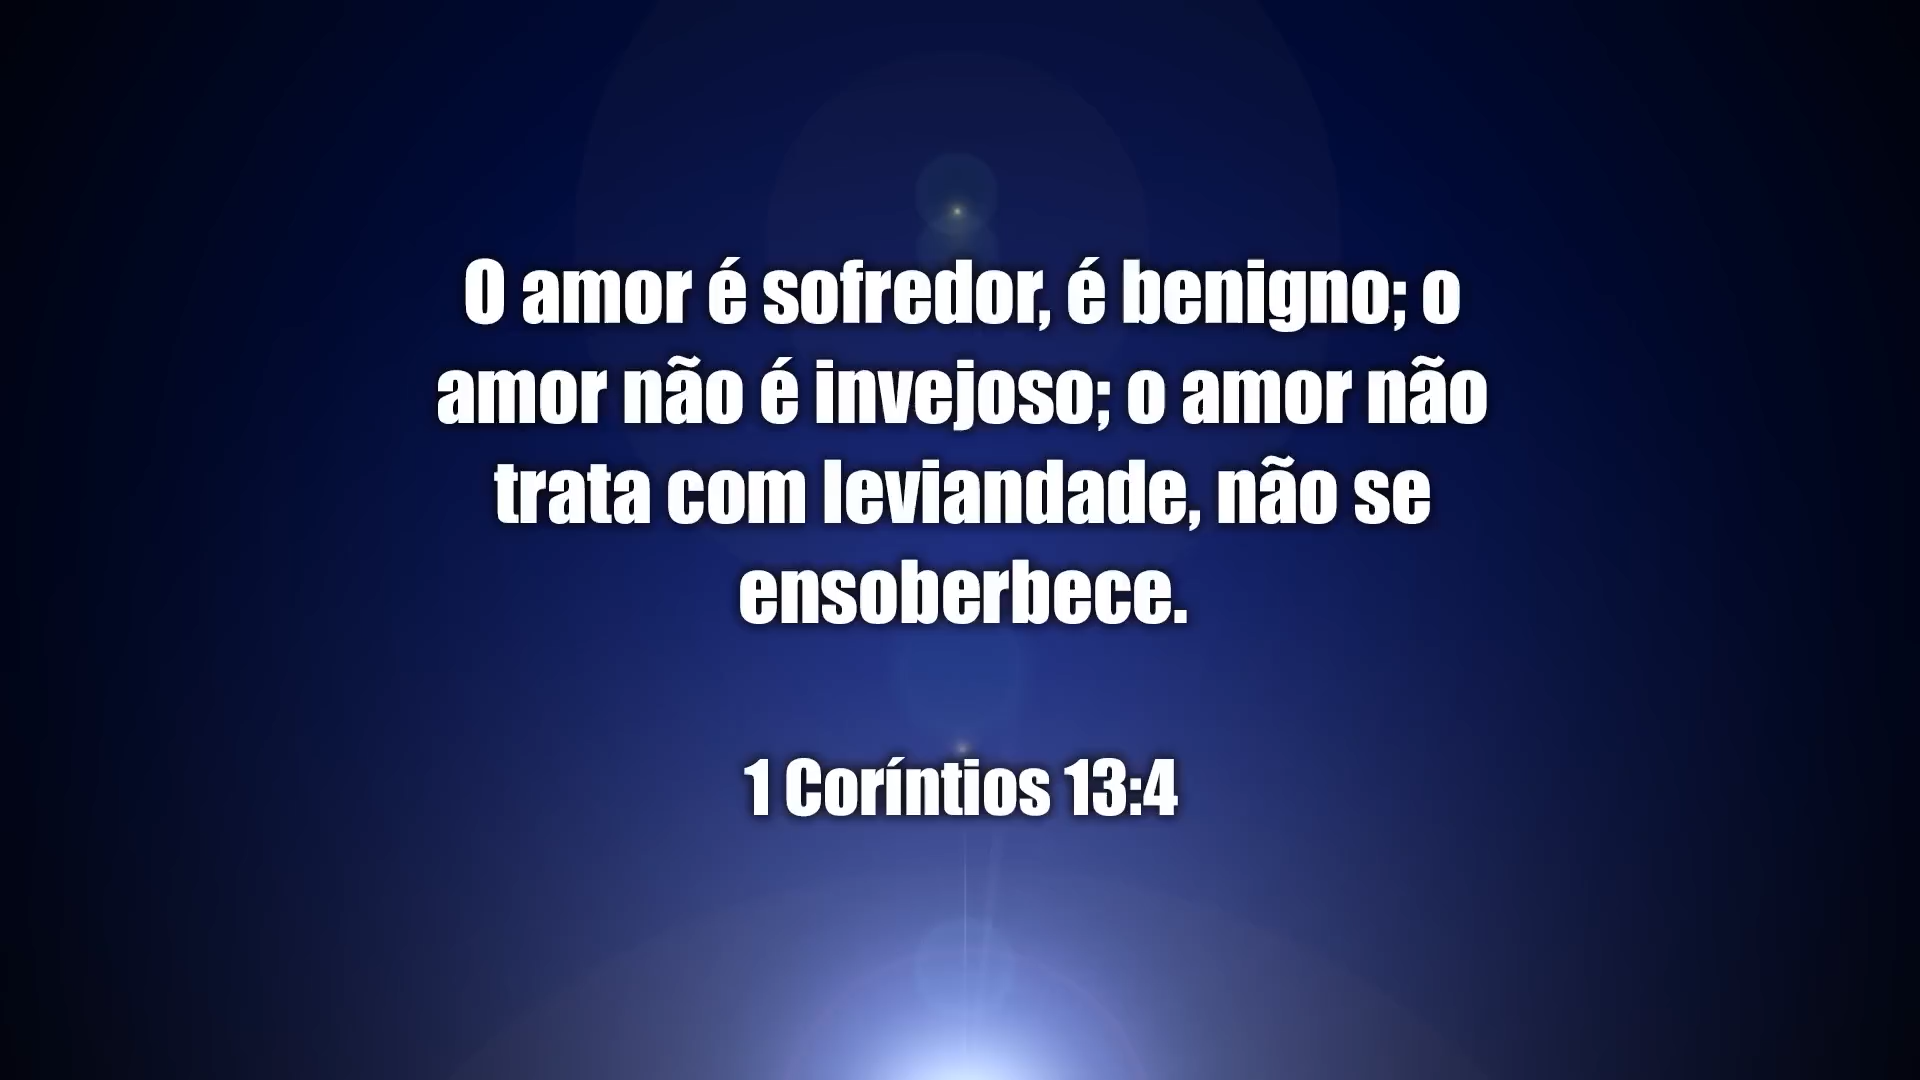 O amor é sofredor, é benigno; o
amor não é invejoso; o amor não
trata com leviandade, não se
ensoberbece.
1 Coríntios 13:4